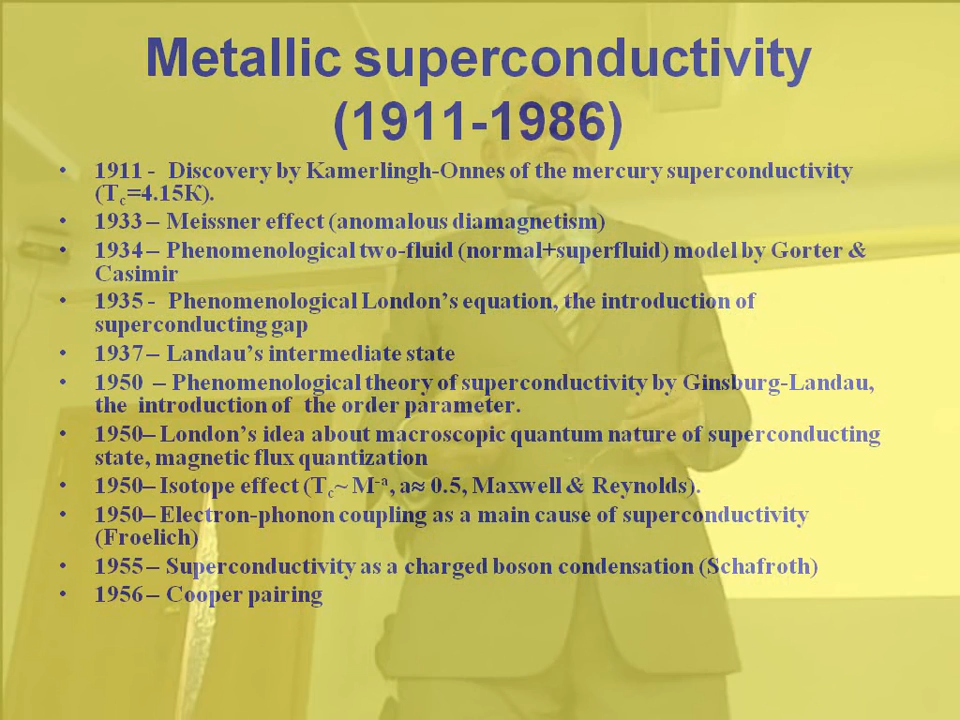 Metallic superconductivity
(1911-1986)
• 1911 - Discovery by Kamerlingh-Onnes of the mercury superconductivity
(Tc=4.15K).
• 1933 – Meissner effect (anomalous diamagnetism)
• 1934 – Phenomenological two-fluid (normal+superfluid) model by Gorter &
Casimir
• 1935 - Phenomenological London's equation, the introduction of
superconducting gap
• 1937 – Landau's intermediate state
• 1950 – Phenomenological theory of superconductivity by Ginsburg-Landau,
the introduction of the order parameter.
• 1950– London's idea about macroscopic quantum nature of superconducting
state, magnetic flux quantization
• 1950– Isotope effect (Tc~ M-a, a≈ 0.5, Maxwell & Reynolds).
• 1950– Electron-phonon coupling as a main cause of superconductivity
(Froelich)
• 1955 – Superconductivity as a charged boson condensation (Schafroth)
• 1956 – Cooper pairing